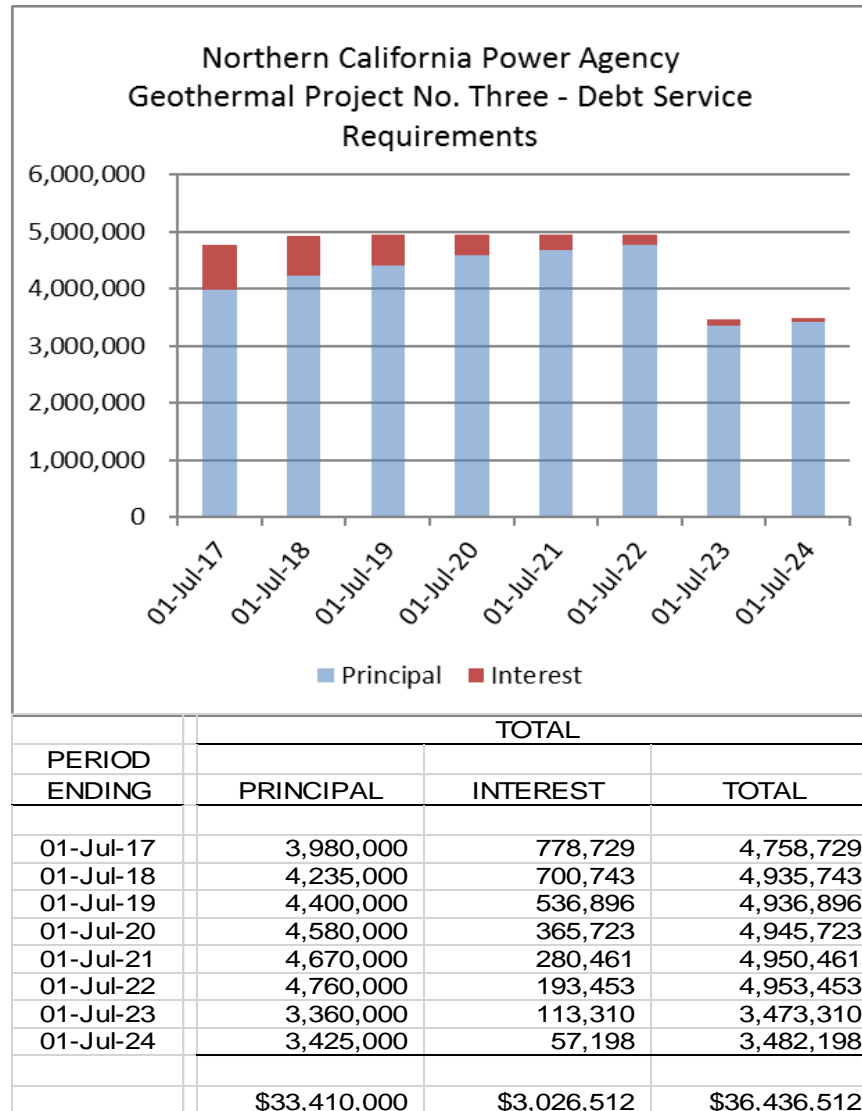 Northern California Power Agency
Geothermal Project No. Three - Debt Service
Requirements
6,000,000
5,000,000
4,000,000
3,000,000
2,000,000
1,000,000
0
01-Jul-17 01-Jul-18 01-Jul-19 01-Jul-20 01-Jul-21 01-Jul-22 01-Jul-23 01-Jul-24
Principal Interest
TOTAL
PERIOD
ENDING PRINCIPAL INTEREST TOTAL
01-Jul-17 3,980,000 778,729 4,758,729
01-Jul-18 4,235,000 700,743 4,935,743
01-Jul-19 4,400,000 536,896 4,936,896
01-Jul-20 4,580,000 365,723 4,945,723
01-Jul-21 4,670,000 280,461 4,950,461
01-Jul-22 4,760,000 193,453 4,953,453
01-Jul-23 3,360,000 113,310 3,473,310
01-Jul-24 3,425,000 57,198 3,482,198
$33,410,000 $3,026,512 $36,436,512